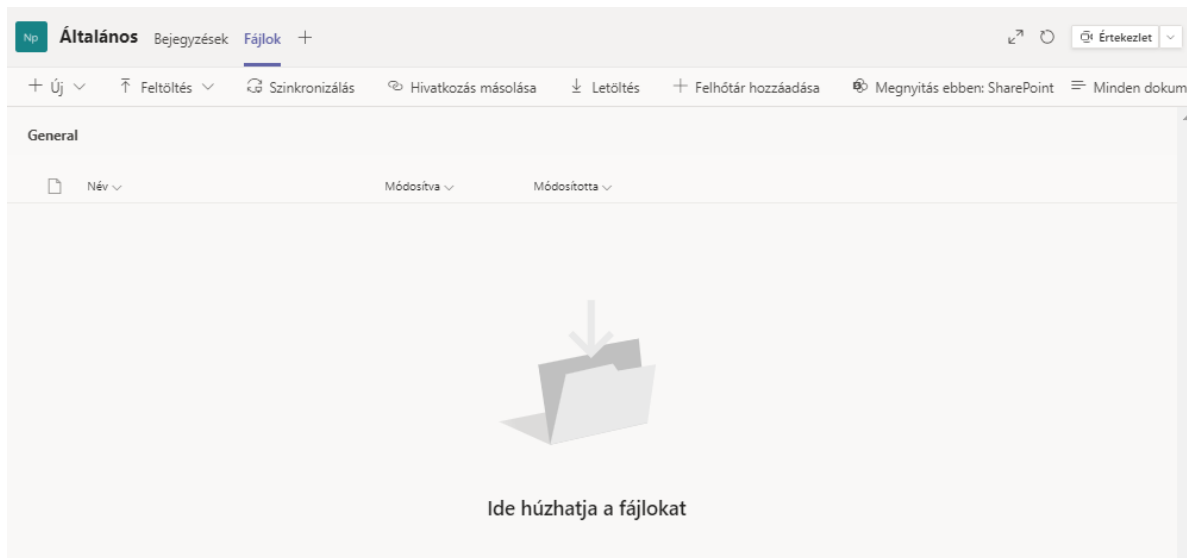 Np Általános Bejegyzések Fájlok Értekezlet
Új Feltöltés Szinkronizálás Hivatkozás másolása Letöltés Felhőtár hozzáadása Megnyitás ebben: SharePoint Minden dokum
General
Név Módosítva Módosította
Ide húzhatja a fájlokat